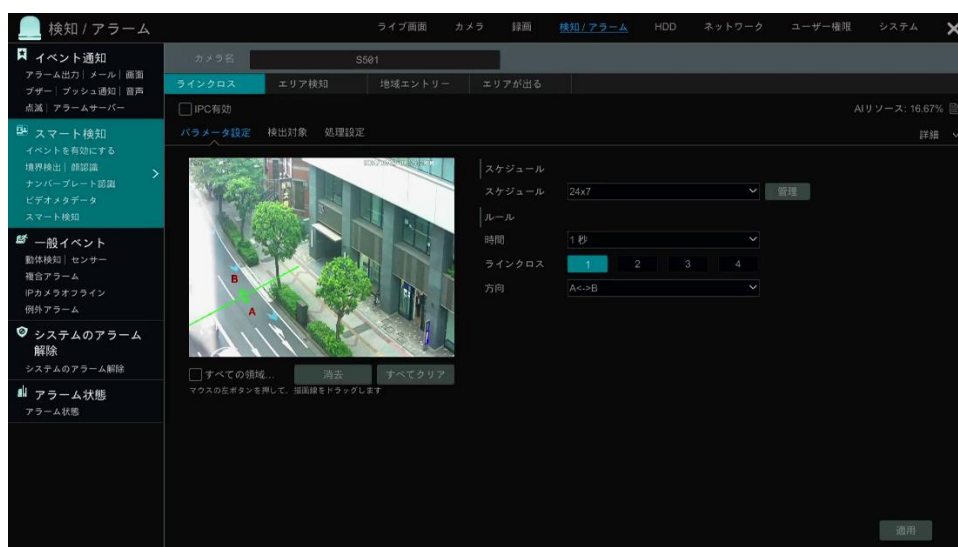 検知 / アラーム
ライブ画面 カメラ 録画 検知 / アラーム HDD ネットワーク ユーザー権限 システム
イベント通知
アラーム出力 | メール | 画面
ブザー | プッシュ通知 | 音声
点滅 | アラームサーバー
スマート検知
イベントを有効にする
境界検出 | 顔認識
ナンバープレート認識
ビデオメタデータ
スマート検知
一般イベント
動体検知 | センサー
複合アラーム
IPカメラオフライン
例外アラーム
システムのアラーム
解除
システムのアラーム解除
アラーム状態
アラーム状態
カメラ名 S501
ラインクロス エリア検知 地域エントリー エリアが出る
IPC有効
AIリソース: 16.67%
パラメータ設定 検出対象 処理設定
詳細
B
A
すべての領域... 消去 すべてクリア
マウスの左ボタンを押して、描画線をドラッグします
スケジュール
スケジュール 24x7 管理
ルール
時間 1 秒
ラインクロス 1 2 3 4
方向 A<->B
適用